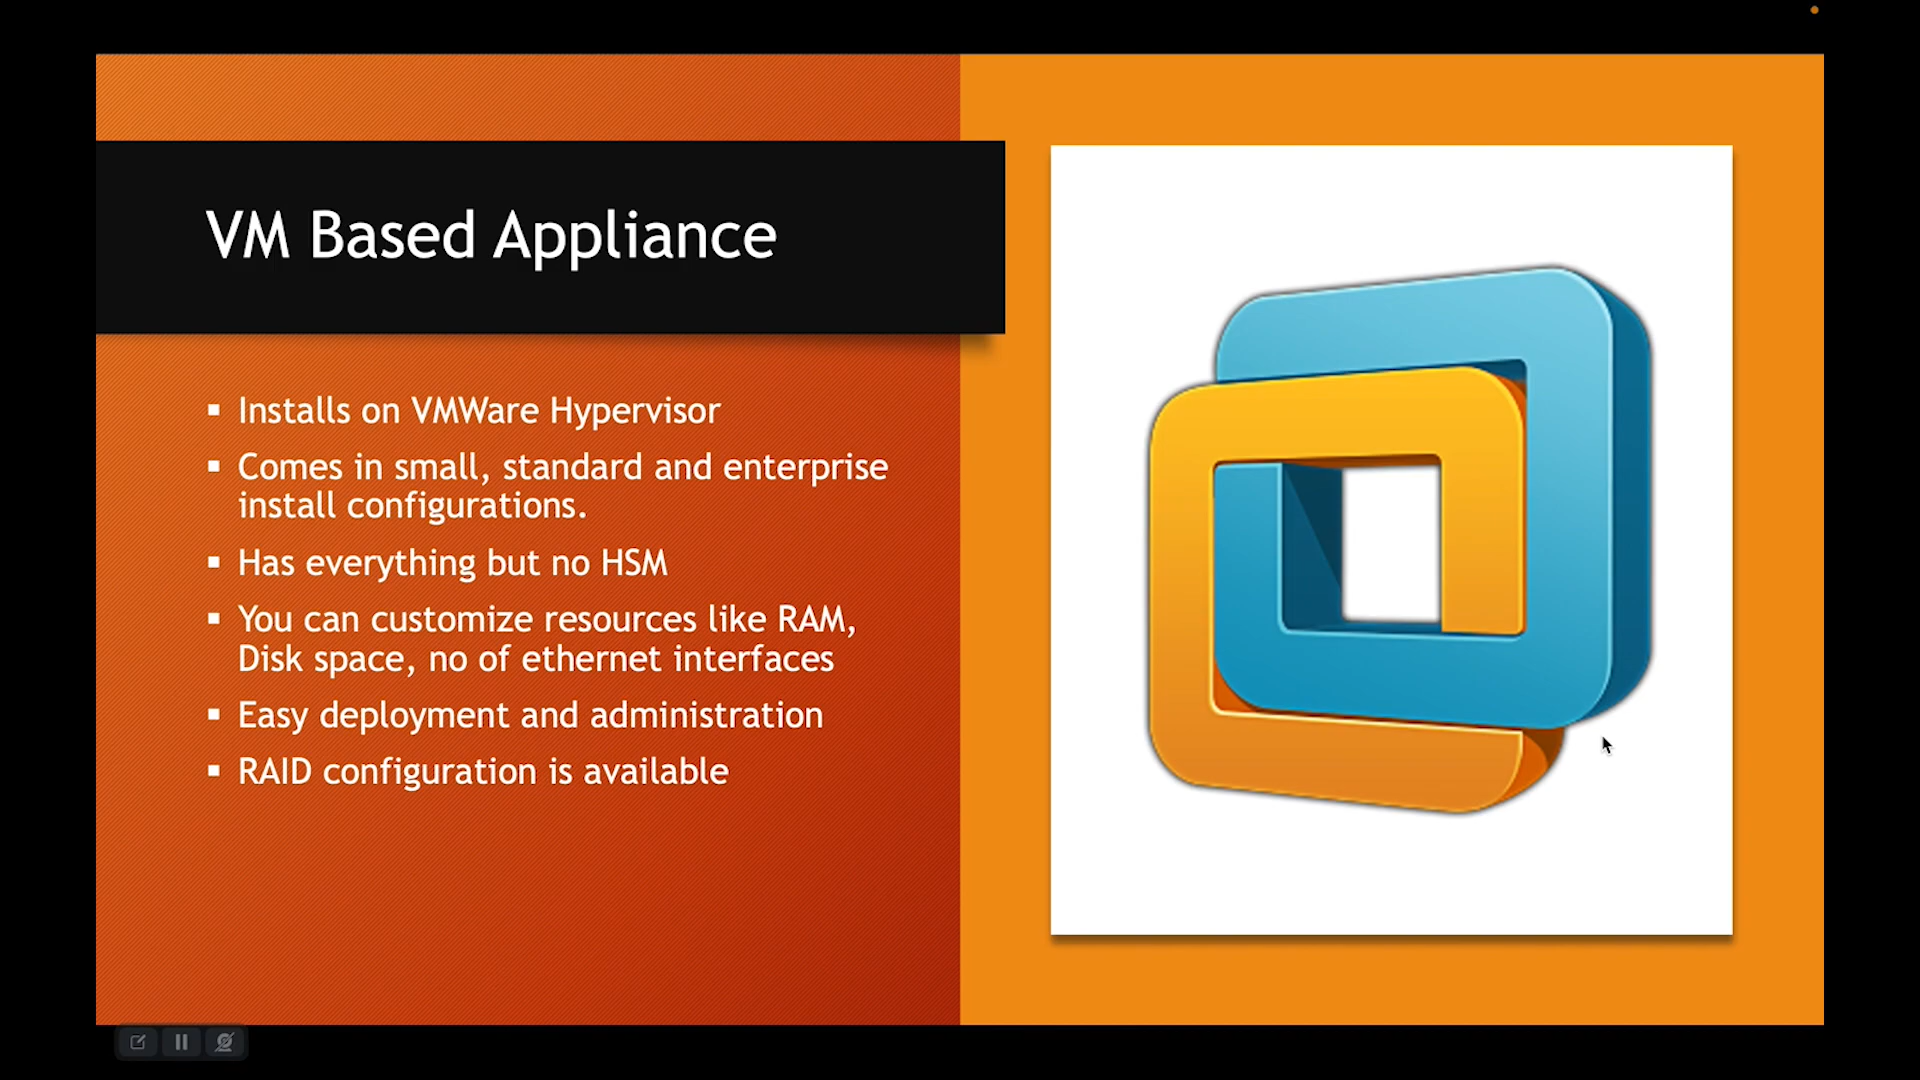 VM Based Appliance
▪ Installs on VMWare Hypervisor
▪ Comes in small, standard and enterprise
install configurations.
▪ Has everything but no HSM
▪ You can customize resources like RAM,
Disk space, no of ethernet interfaces
▪ Easy deployment and administration
▪ RAID configuration is available